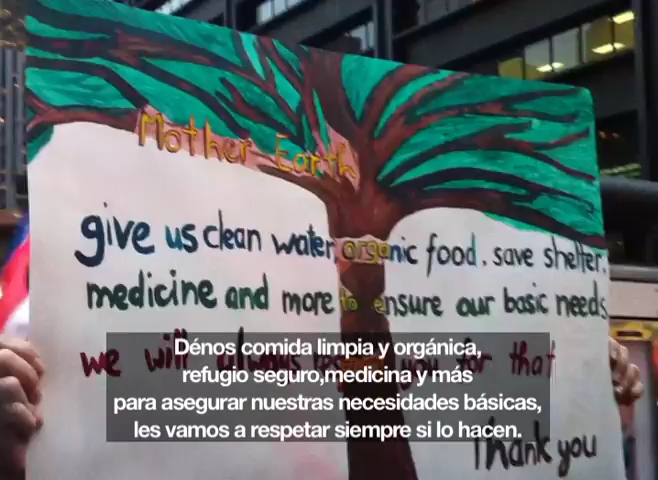 Mother Earth
give us clean water, organic food. save shelter.
medicine and more to ensure our basic needs
we will for that
Thank you
Dénos comida limpia y orgánica,
refugio seguro,medicina y más
para asegurar nuestras necesidades básicas,
les vamos a respetar siempre si lo hacen.